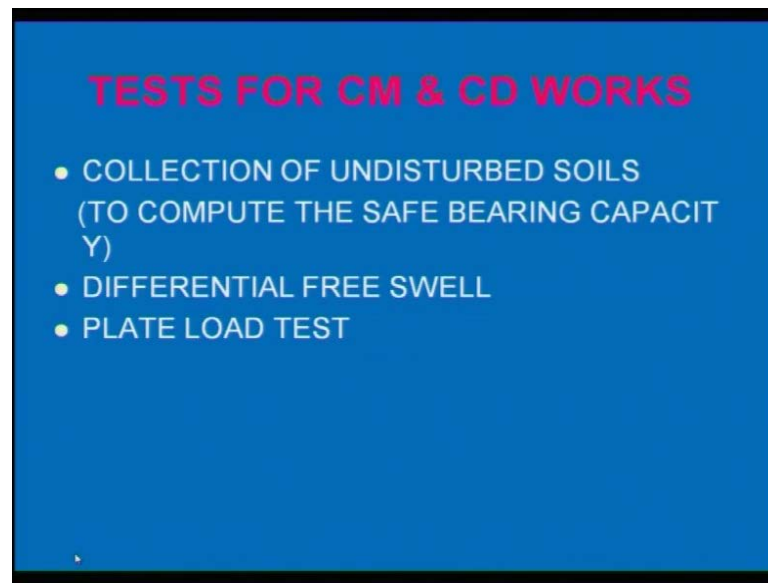 TESTS FOR CM & CD WORKS
● COLLECTION OF UNDISTURBED SOILS
(TO COMPUTE THE SAFE BEARING CAPACIT
Y)
● DIFFERENTIAL FREE SWELL
● PLATE LOAD TEST